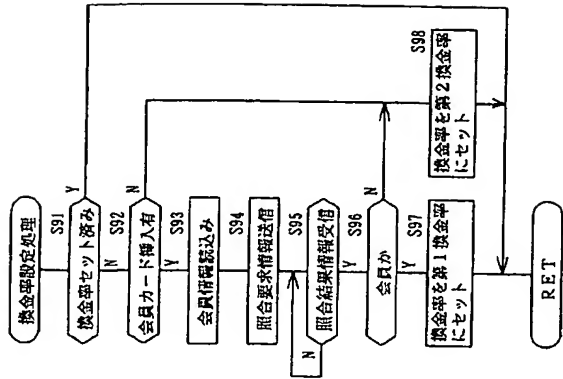 換金率設定処理
S91
換金率セット済み
Y
N
S92
会員カード挿入有
N
Y
S93
会員情報読込み
S94
照合要求情報送信
S95
照合結果情報受信
N
Y
S96
会員か
N
Y
S97
換金率を第1換金率
にセット
S98
換金率を第2換金率
にセット
RET